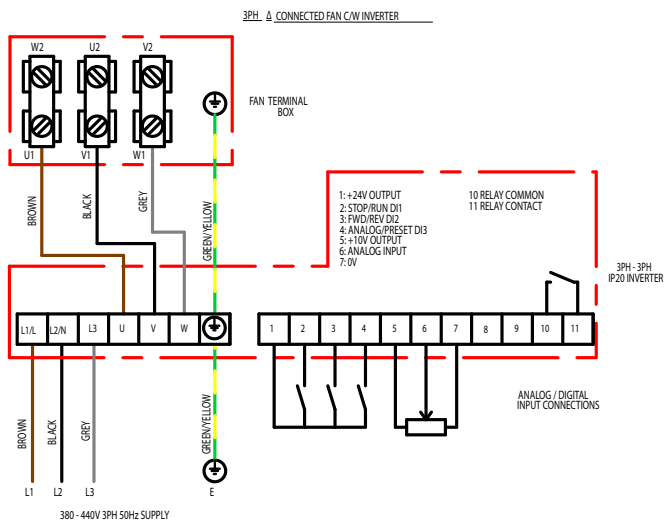 3PH Δ CONNECTED FAN C/W INVERTER
W2 U2 V2
FAN TERMINAL
BOX
U1 V1 W1
BROWN
BLACK
GREY
GREEN/YELLOW
1: +24V OUTPUT
2: STOP/RUN DI1
3: FWD/REV DI2
4: ANALOG/PRESET DI3
5: +10V OUTPUT
6: ANALOG INPUT
7: 0V
10 RELAY COMMON
11 RELAY CONTACT
3PH - 3PH
IP20 INVERTER
L1/L L2/N L3 U V W
1 2 3 4 5 6 7 8 9 10 11
ANALOG / DIGITAL
INPUT CONNECTIONS
BROWN
BLACK
GREY
GREEN/YELLOW
L1 L2 L3 E
380 - 440V 3PH 50Hz SUPPLY